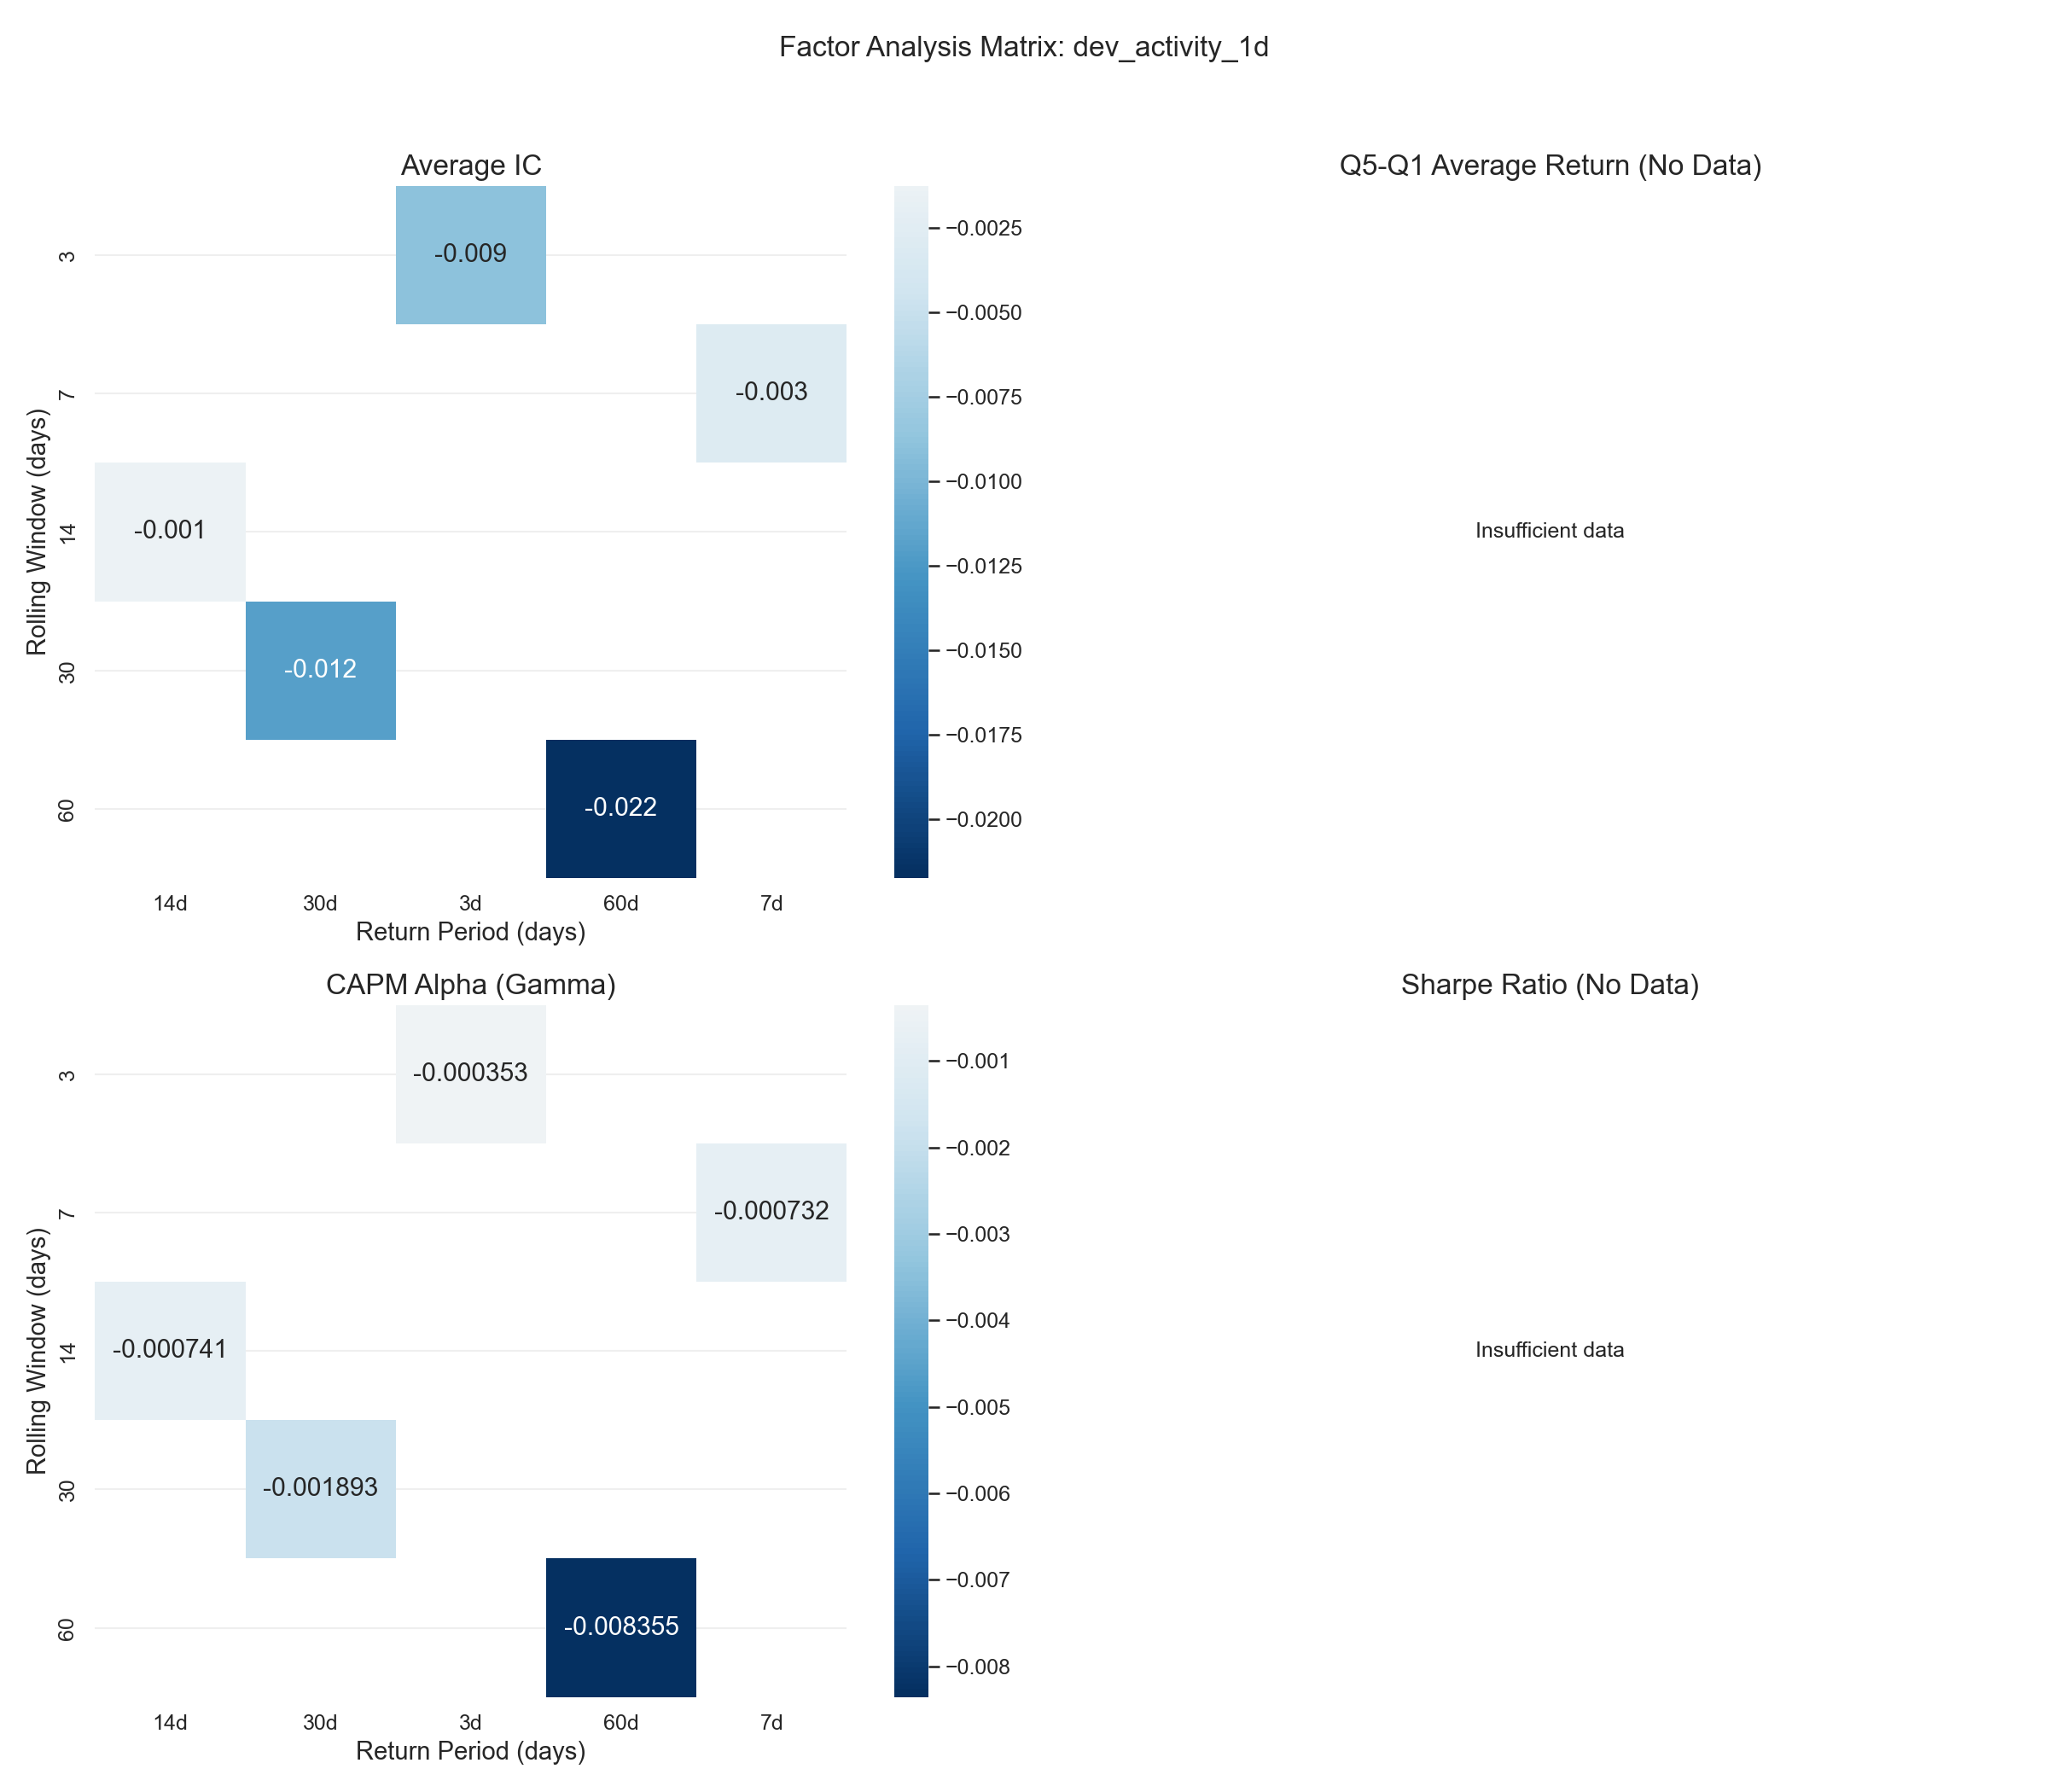 Factor Analysis Matrix: dev_activity_1d
Average IC
Rolling Window (days)
3
7
14
30
60
-0.009
-0.003
-0.001
-0.012
-0.022
14d 30d 3d 60d 7d
Return Period (days)
−0.0025
−0.0050
−0.0075
−0.0100
−0.0125
−0.0150
−0.0175
−0.0200
Q5-Q1 Average Return (No Data)
Insufficient data
CAPM Alpha (Gamma)
Rolling Window (days)
3
7
14
30
60
-0.000353
-0.000732
-0.000741
-0.001893
-0.008355
14d 30d 3d 60d 7d
Return Period (days)
−0.001
−0.002
−0.003
−0.004
−0.005
−0.006
−0.007
−0.008
Sharpe Ratio (No Data)
Insufficient data